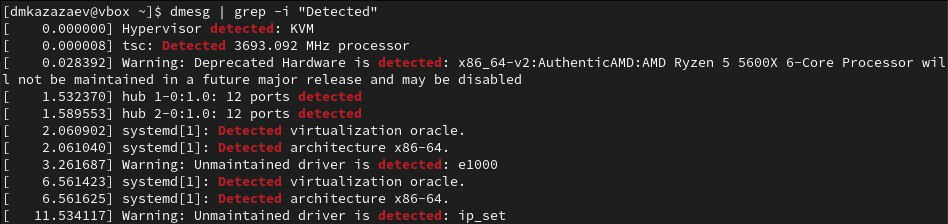 [dmkazazaev@vbox ~]$ dmesg | grep -i "Detected"
[    0.000000] Hypervisor detected: KVM
[    0.000008] tsc: Detected 3693.092 MHz processor
[    0.028392] Warning: Deprecated Hardware is detected: x86_64-v2:AuthenticAMD:AMD Ryzen 5 5600X 6-Core Processor wil
l not be maintained in a future major release and may be disabled
[    1.532370] hub 1-0:1.0: 12 ports detected
[    1.589553] hub 2-0:1.0: 12 ports detected
[    2.060902] systemd[1]: Detected virtualization oracle.
[    2.061040] systemd[1]: Detected architecture x86-64.
[    3.261687] Warning: Unmaintained driver is detected: e1000
[    6.561423] systemd[1]: Detected virtualization oracle.
[    6.561625] systemd[1]: Detected architecture x86-64.
[   11.534117] Warning: Unmaintained driver is detected: ip_set